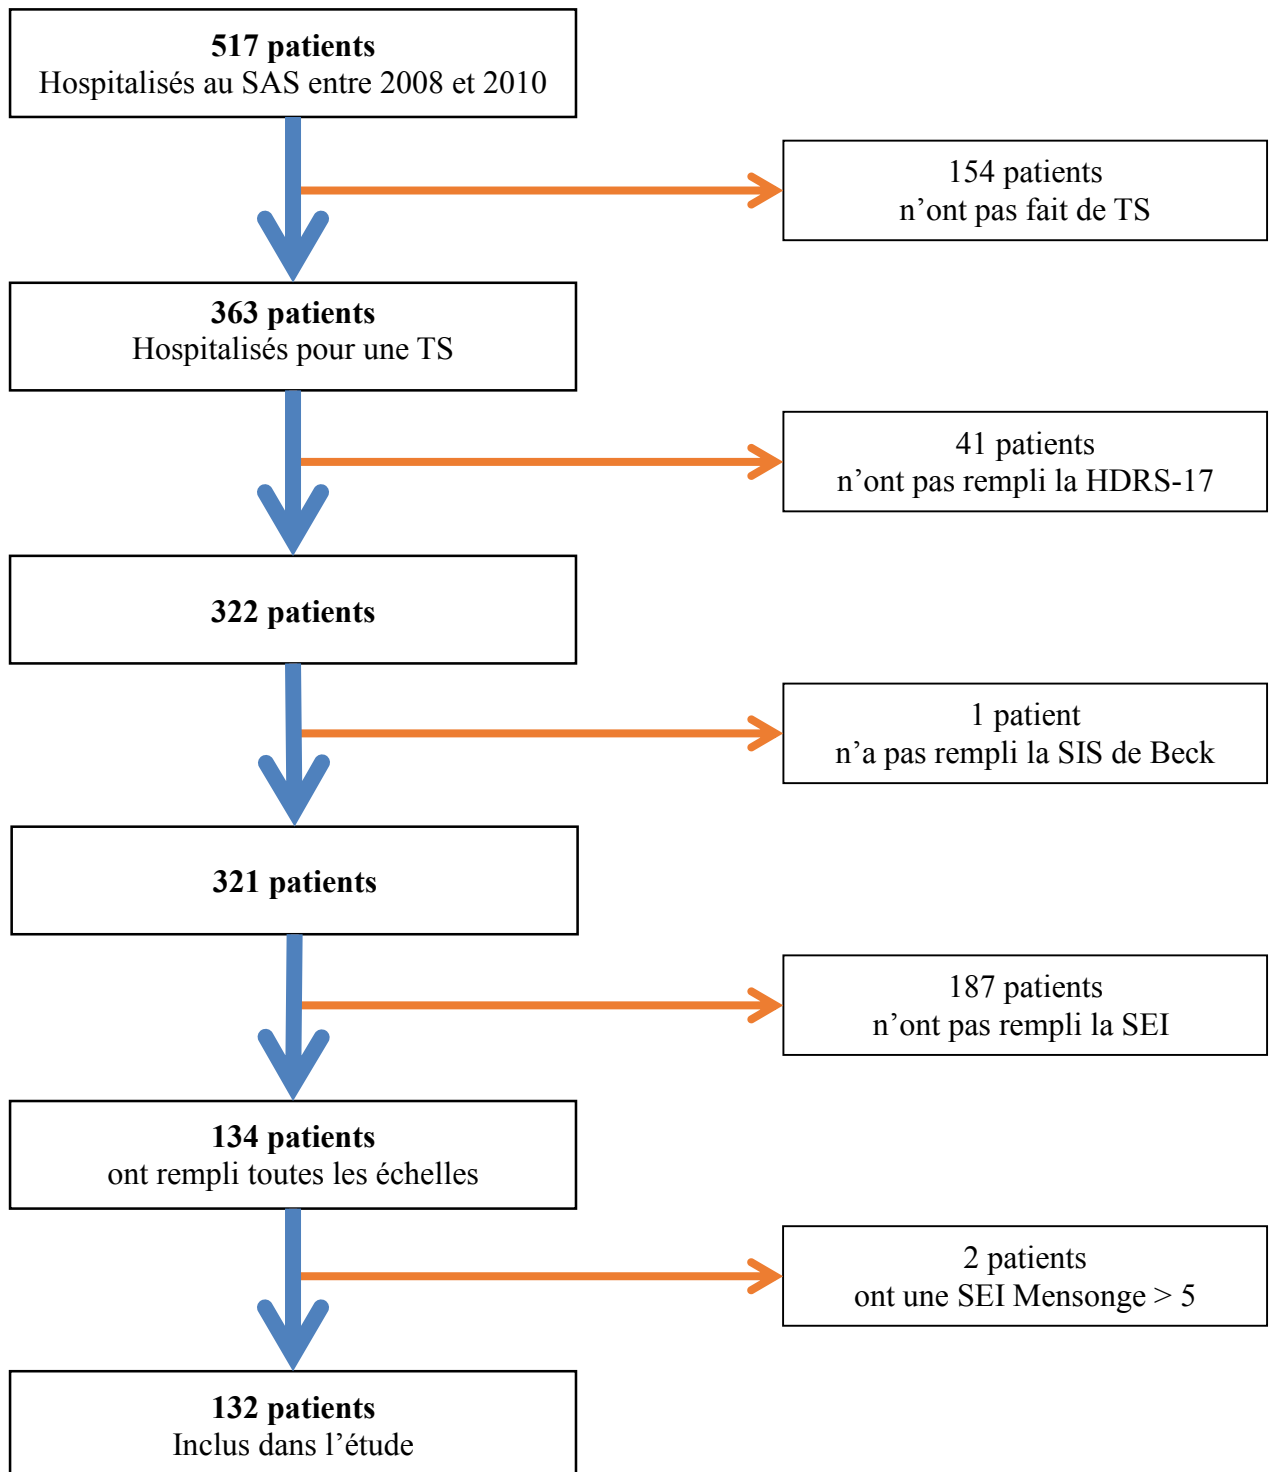 517 patients
Hospitalisés au SAS entre 2008 et 2010
154 patients
n’ont pas fait de TS
363 patients
Hospitalisés pour une TS
41 patients
n’ont pas rempli la HDRS-17
322 patients
1 patient
n’a pas rempli la SIS de Beck
321 patients
187 patients
n’ont pas rempli la SEI
134 patients
ont rempli toutes les échelles
2 patients
ont une SEI Mensonge > 5
132 patients
Inclus dans l’étude